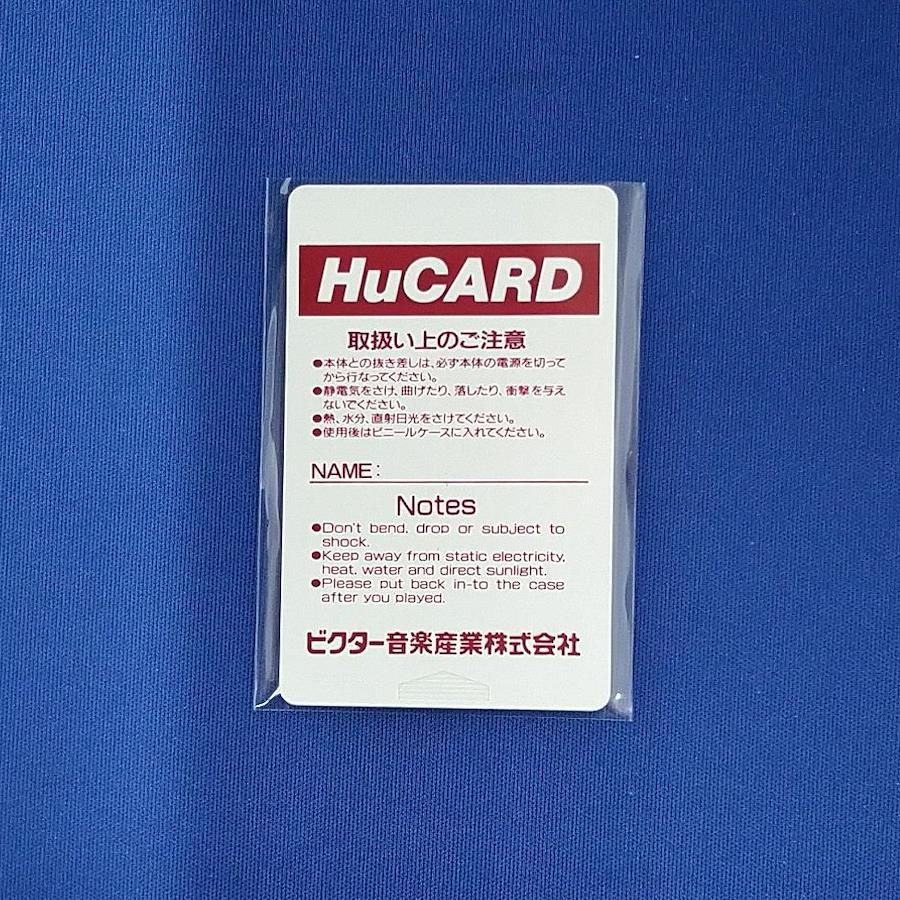 HuCARD
取扱い上のご注意
●本体との抜き差しは、必ず本体の電源を切って
から行なってください。
●静電気をさけ、曲げたり、落したり、衝撃を与え
ないでください。
●熱、水分、直射日光をさけてください。
●使用後はビニールケースに入れてください。
NAME:
Notes
●Don't bend, drop or subject to
shock.
●Keep away from static electricity,
heat, water and direct sunlight.
●Please put back in-to the case
after you played.
ビクター音楽産業株式会社